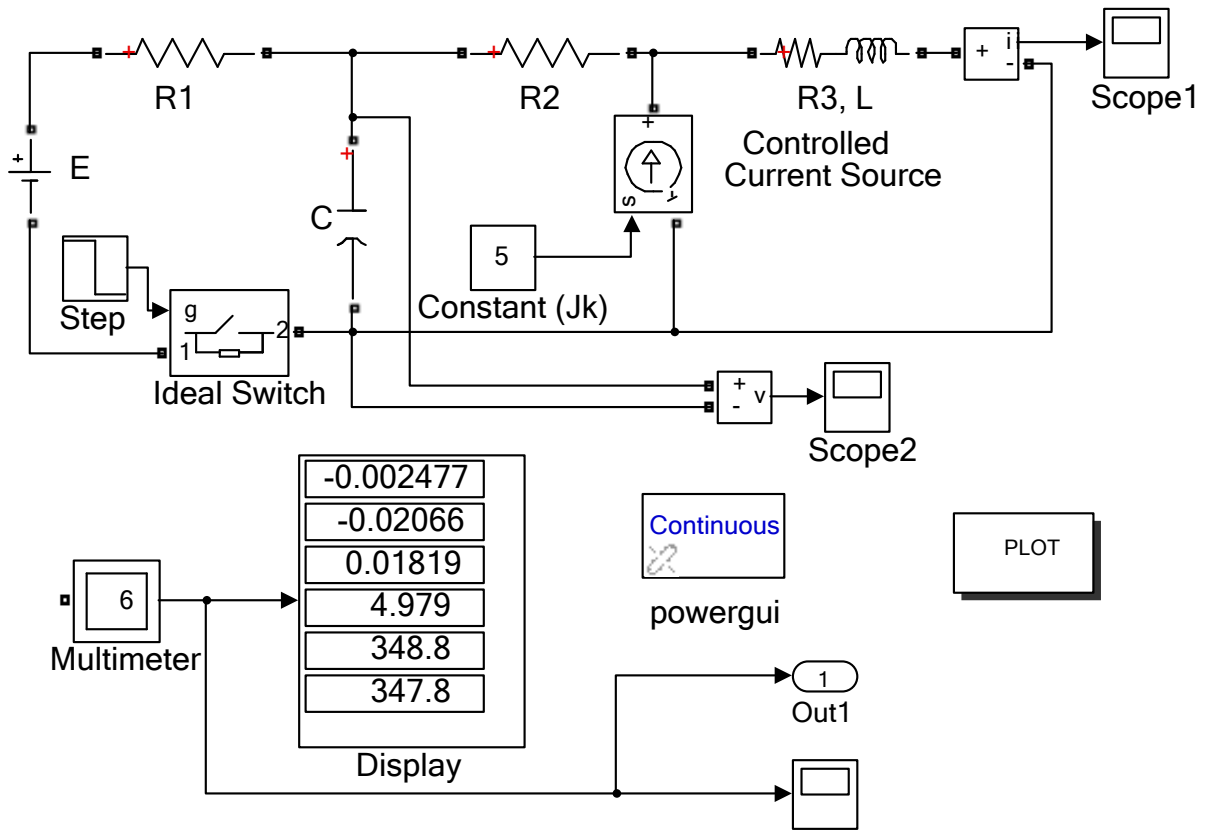 R1
R2
R3, L
i
+
-
Scope1
+
E
C
+
s
Controlled
Current Source
5
Constant (Jk)
Step
g
1
2
Ideal Switch
+
-
v
Scope2
-0.002477
-0.02066
0.01819
4.979
348.8
347.8
Display
6
Multimeter
Continuous
powergui
PLOT
1
Out1